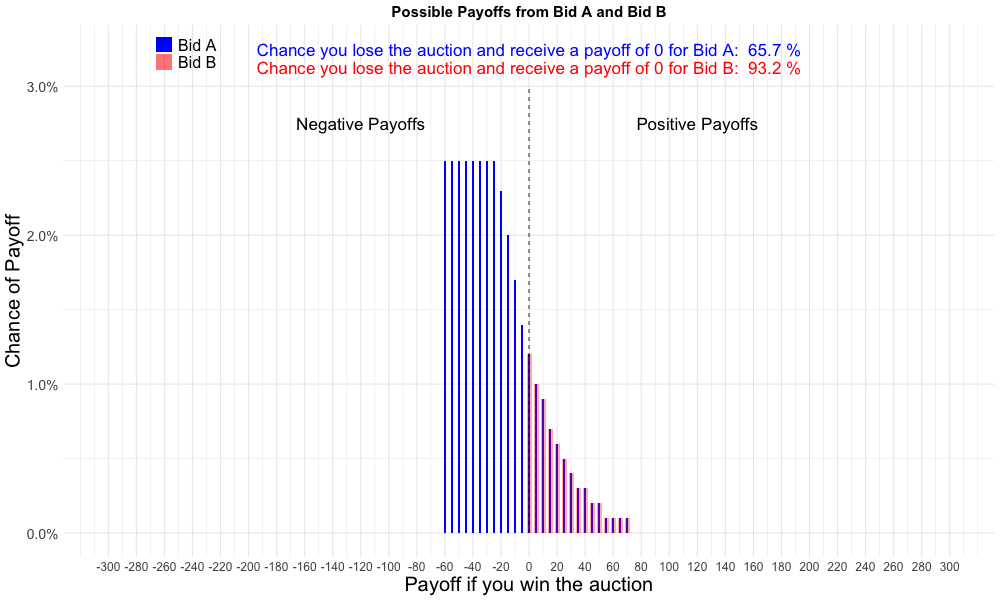 Possible Payoffs from Bid A and Bid B
Bid A
Bid B
Chance you lose the auction and receive a payoff of 0 for Bid A:  65.7 %
Chance you lose the auction and receive a payoff of 0 for Bid B:  93.2 %
Negative Payoffs
Positive Payoffs
Chance of Payoff
3.0%
2.0%
1.0%
0.0%
-300 -280 -260 -240 -220 -200 -180 -160 -140 -120 -100 -80 -60 -40 -20 0 20 40 60 80 100 120 140 160 180 200 220 240 260 280 300
Payoff if you win the auction